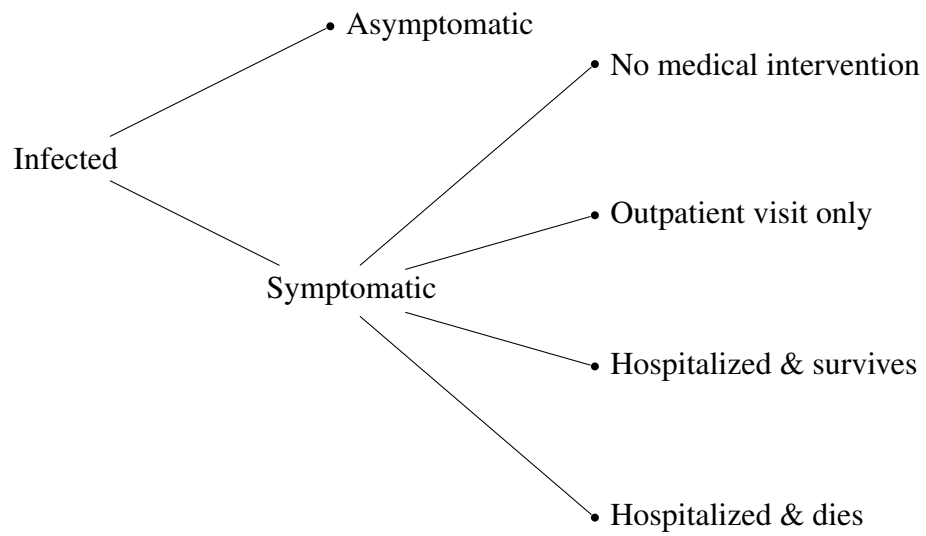 Asymptomatic
No medical intervention
Infected
Outpatient visit only
Symptomatic
Hospitalized & survives
Hospitalized & dies